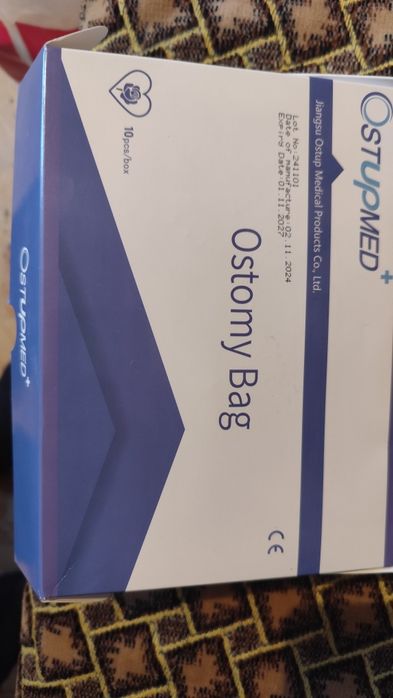 OSTUPMED+
Jiangsu Ostup Medical Products Co., Ltd.
Lot. No:241101
Date of manufacture:02.11.2024
Expiry Date:01.11.2027
Ostomy Bag
CE
10pcs/box
OSTUPMED+